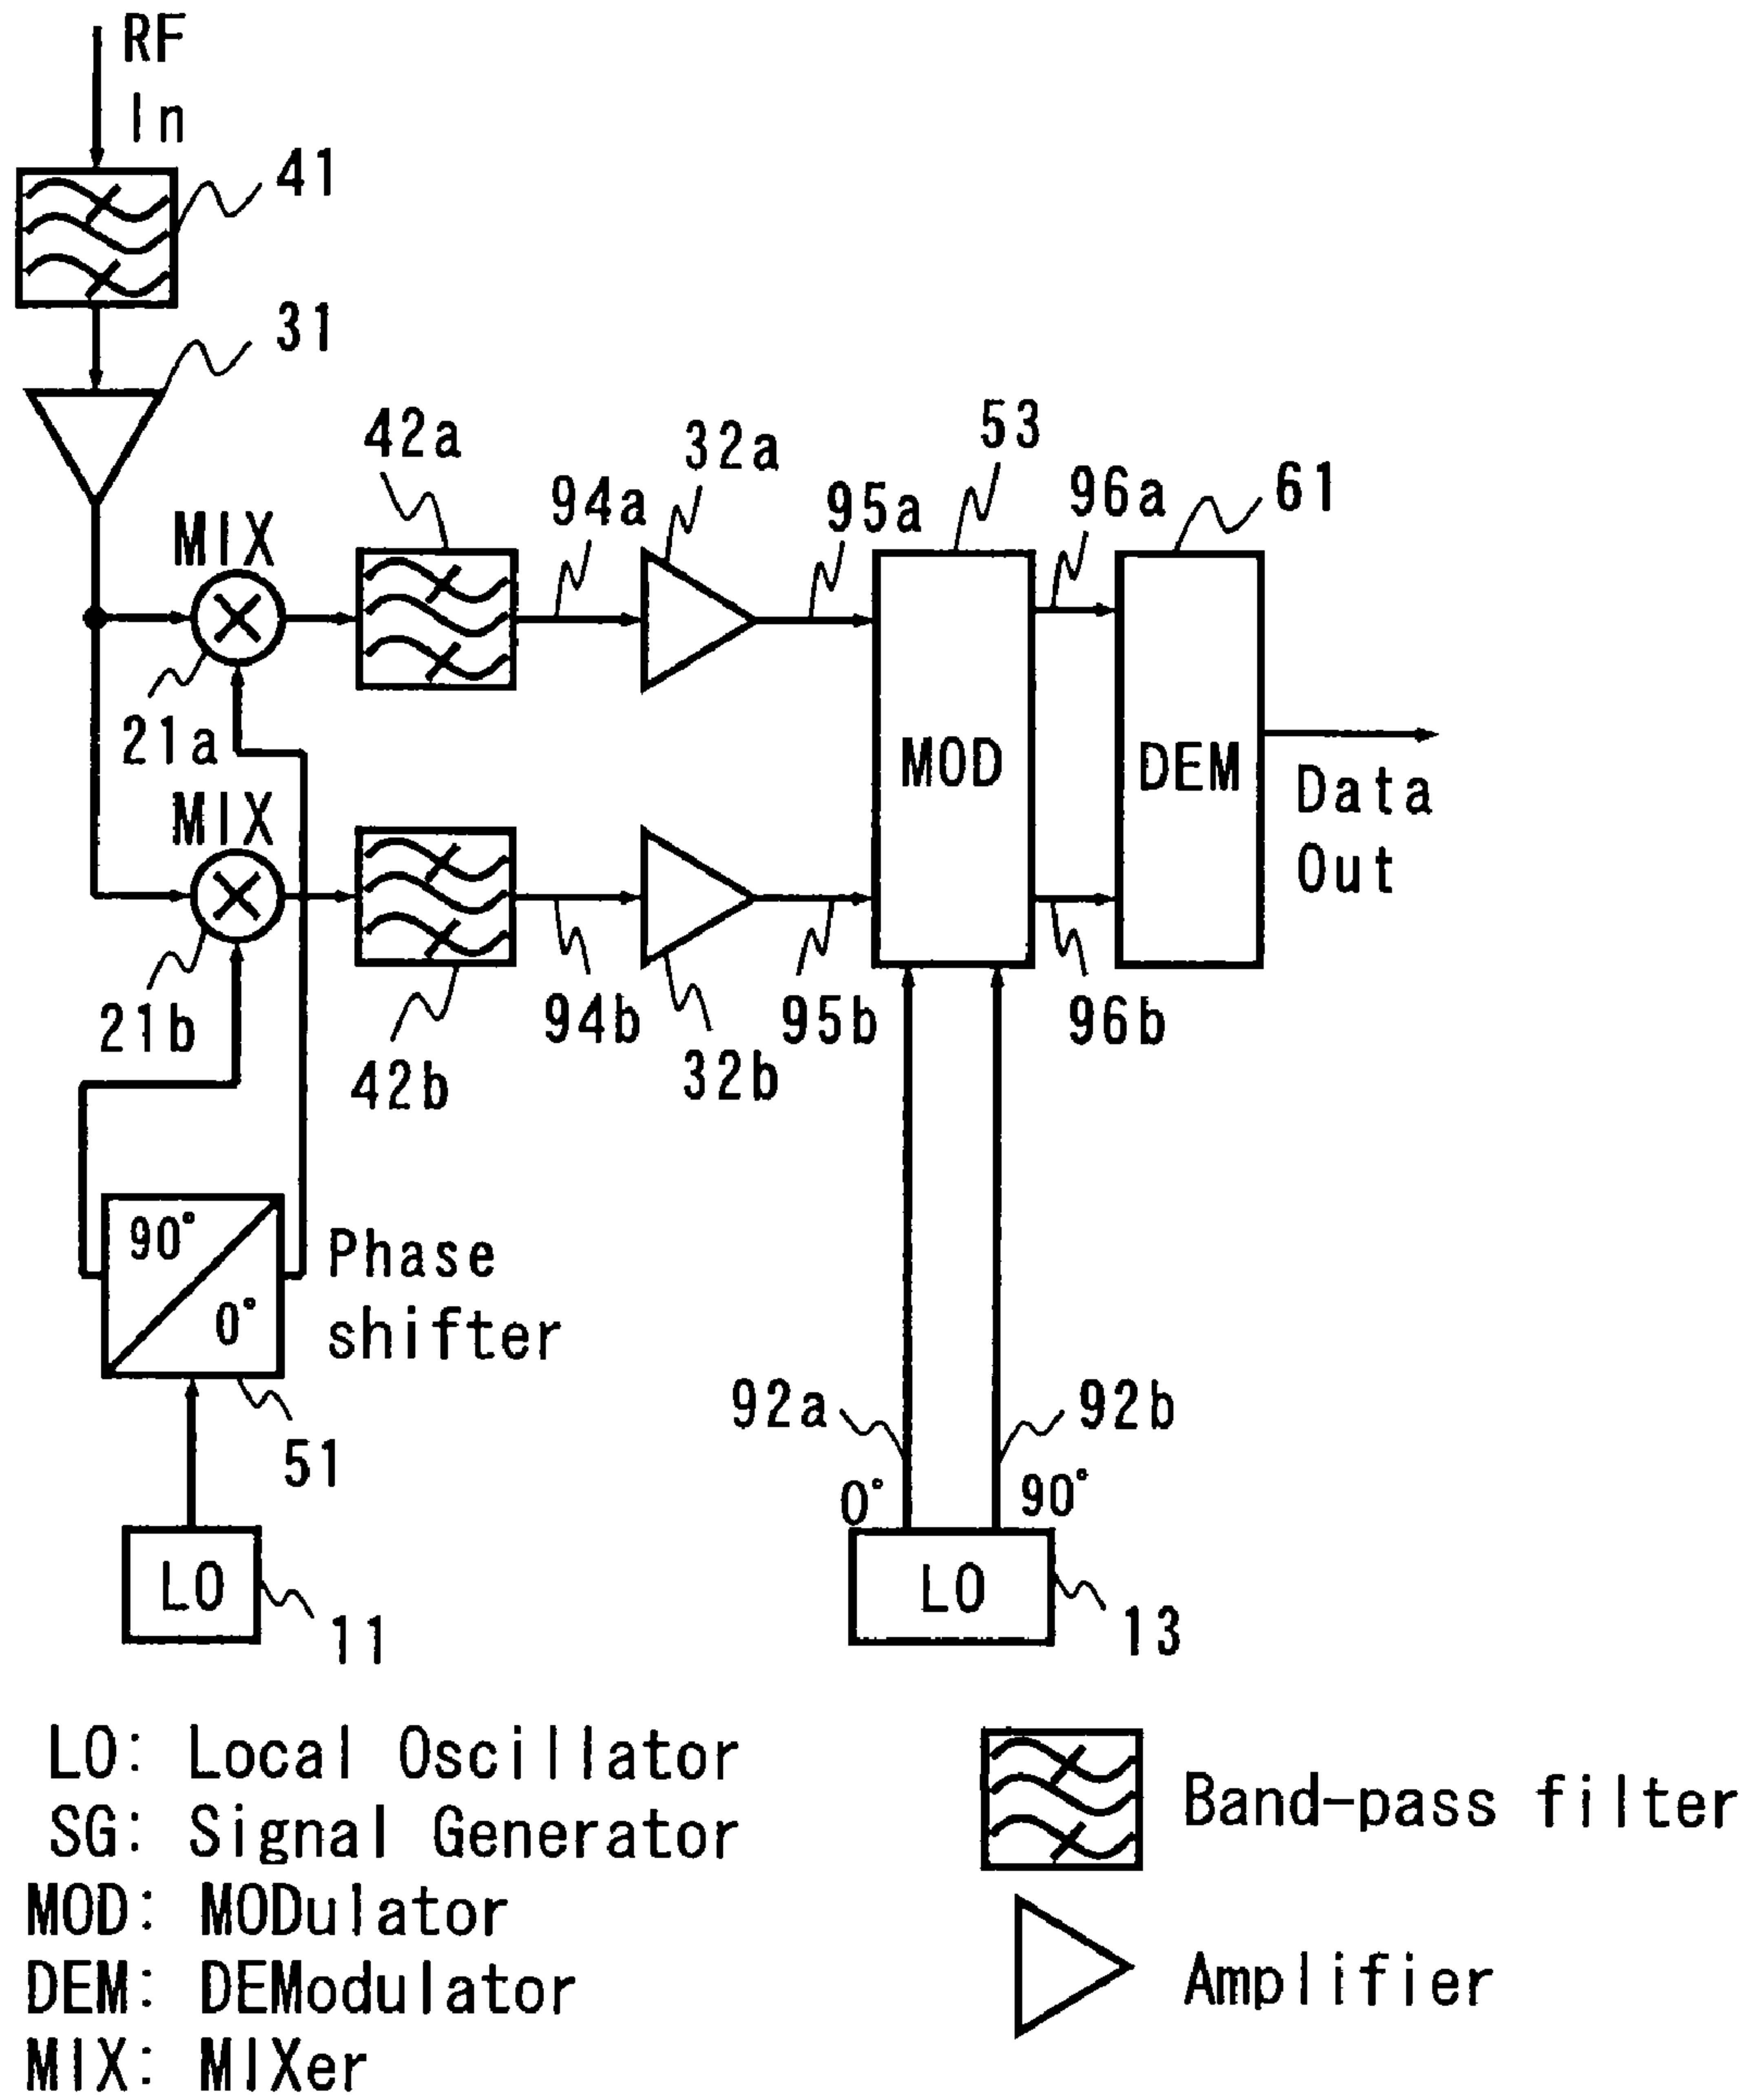 RF
In
41
31
42a
94a
32a
95a
53
96a
61
MIX
21a
MOD
DEM
Data
Out
MIX
21b
42b
94b
32b
95b
96b
90°
0°
Phase
shifter
51
92a
92b
0°
90°
LO
11
LO
13
LO: Local Oscillator
SG: Signal Generator
MOD: MODulator
DEM: DEModulator
MIX: MIXer
Band-pass filter
Amplifier